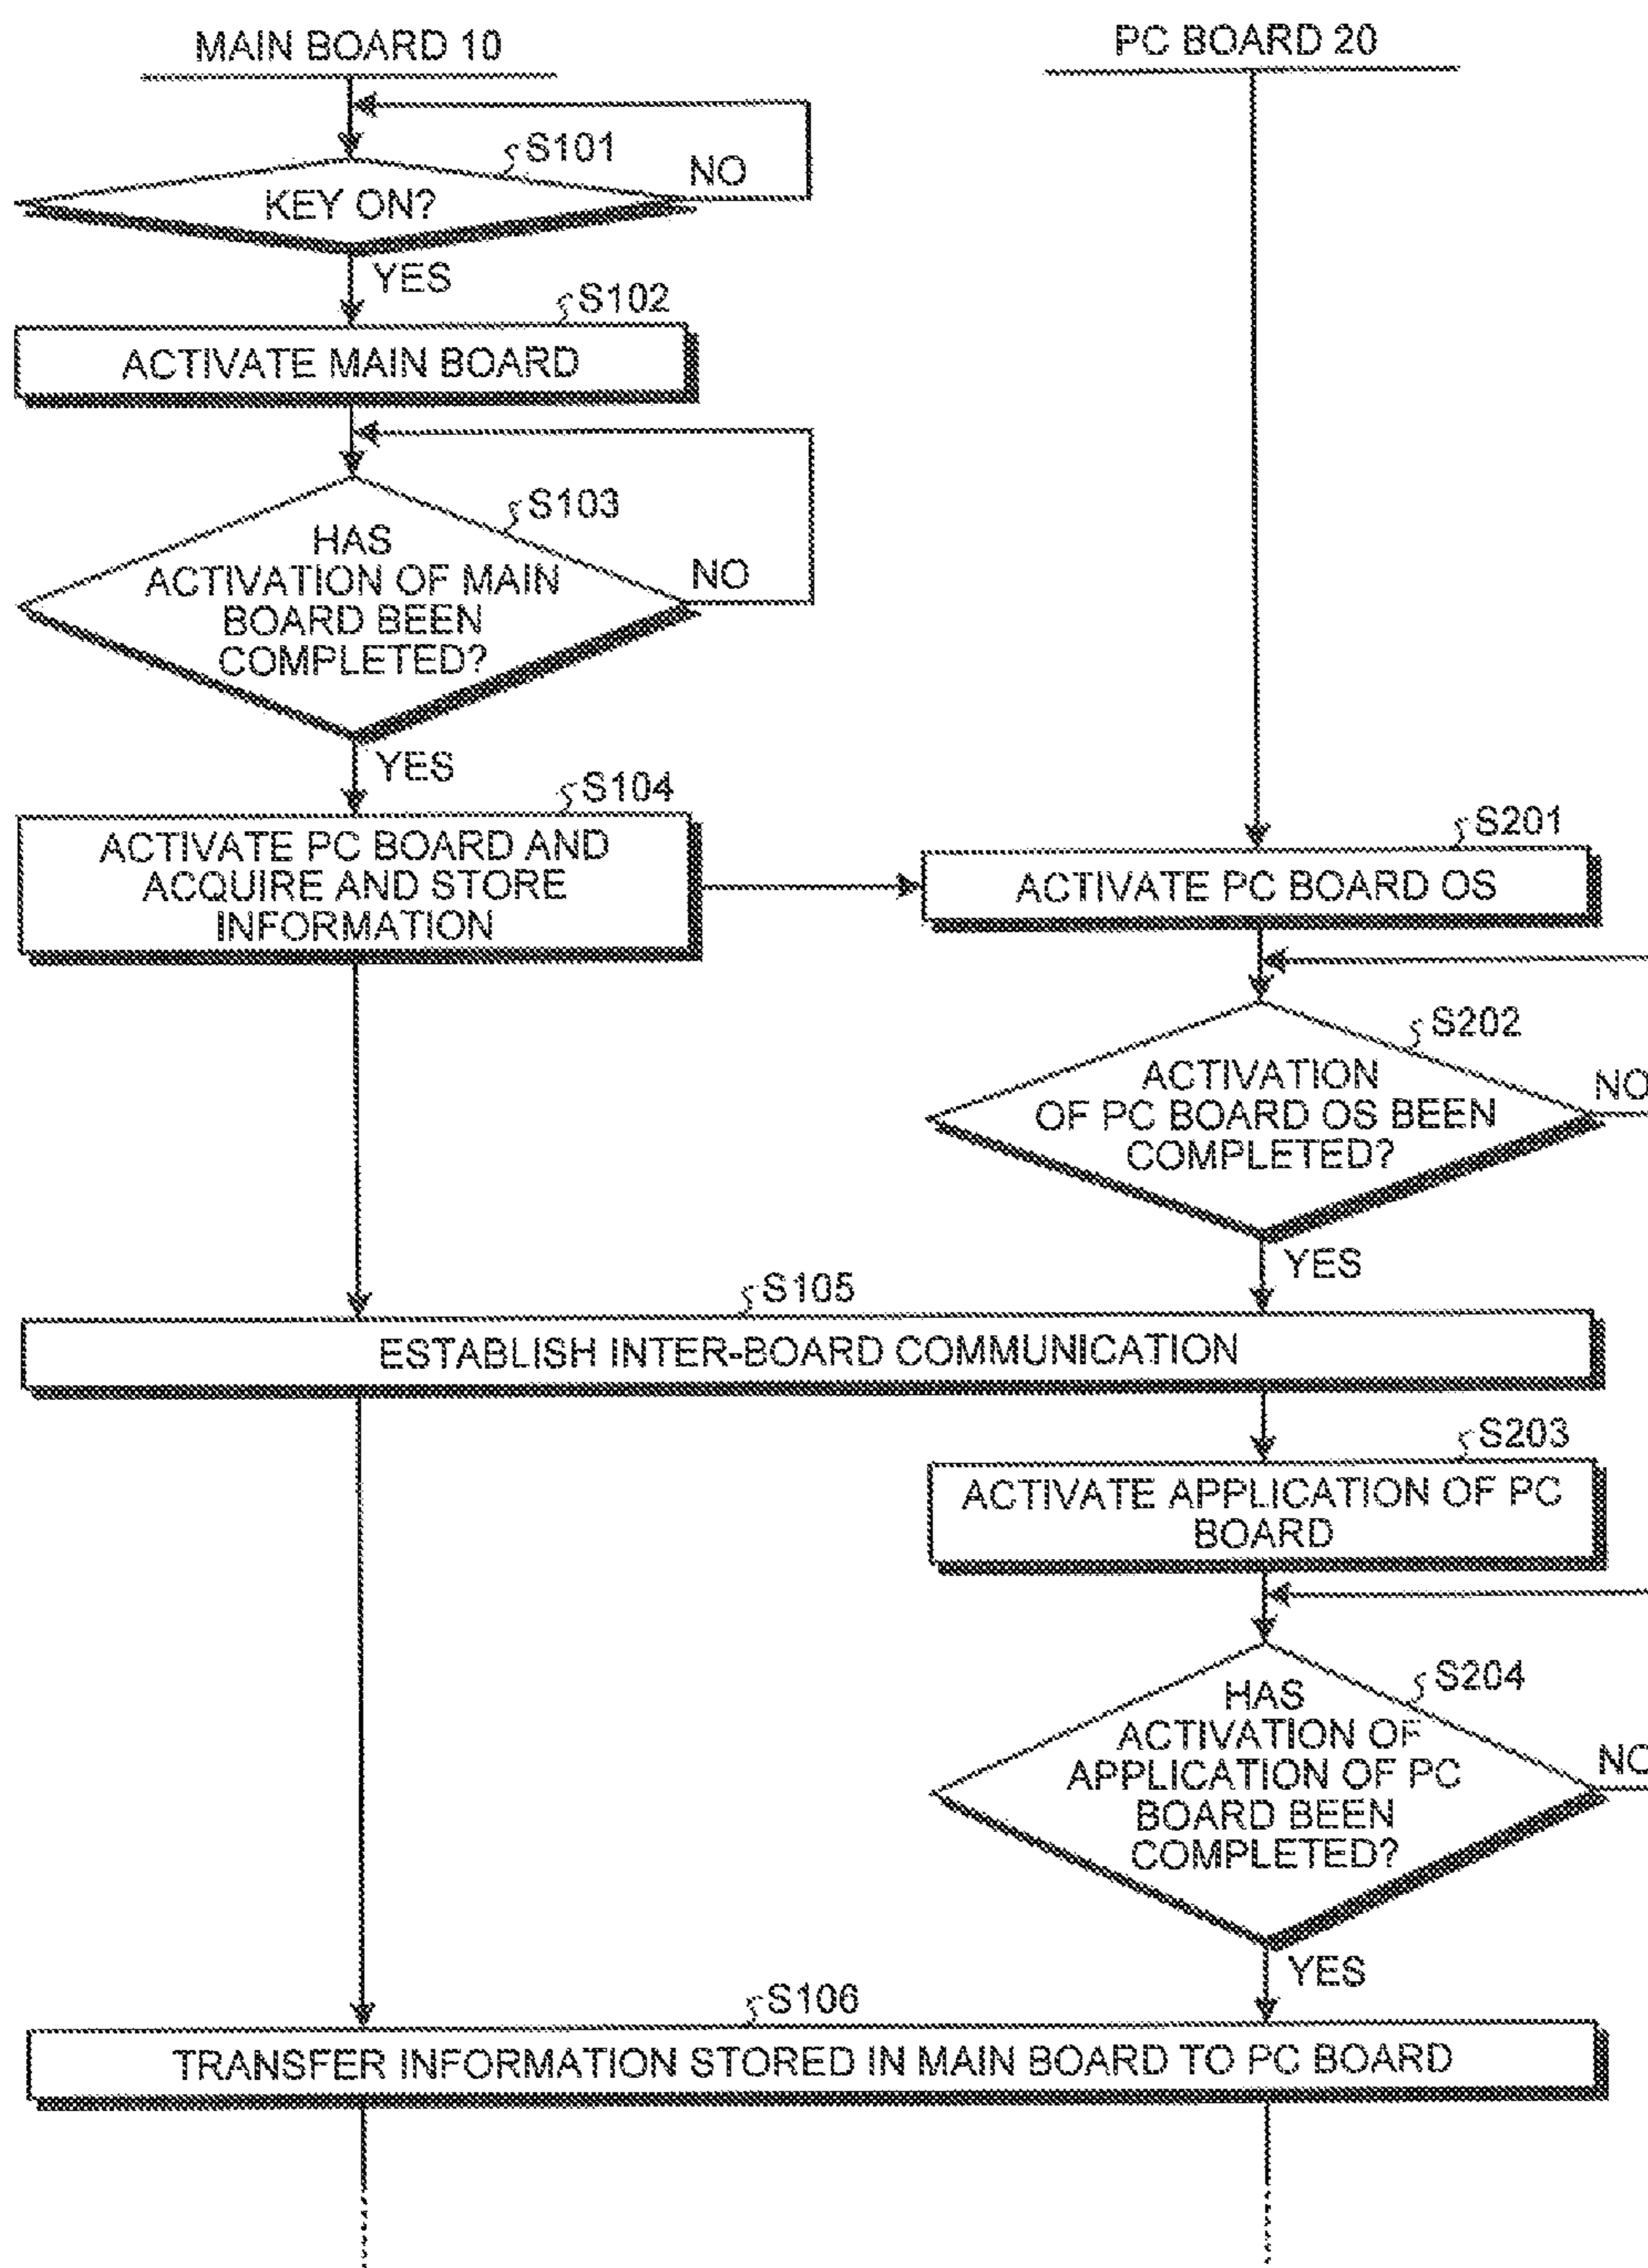 MAIN BOARD 10
PC BOARD 20
S101
NO
KEY ON?
YES
S102
ACTIVATE MAIN BOARD
S103
HAS
ACTIVATION OF MAIN
BOARD BEEN
COMPLETED?
NO
YES
S104
ACTIVATE PC BOARD AND
ACQUIRE AND STORE
INFORMATION
S201
ACTIVATE PC BOARD OS
S202
ACTIVATION
OF PC BOARD OS BEEN
COMPLETED?
NO
YES
S105
ESTABLISH INTER-BOARD COMMUNICATION
S203
ACTIVATE APPLICATION OF PC
BOARD
S204
HAS
ACTIVATION OF
APPLICATION OF PC
BOARD BEEN
COMPLETED?
NO
YES
S106
TRANSFER INFORMATION STORED IN MAIN BOARD TO PC BOARD